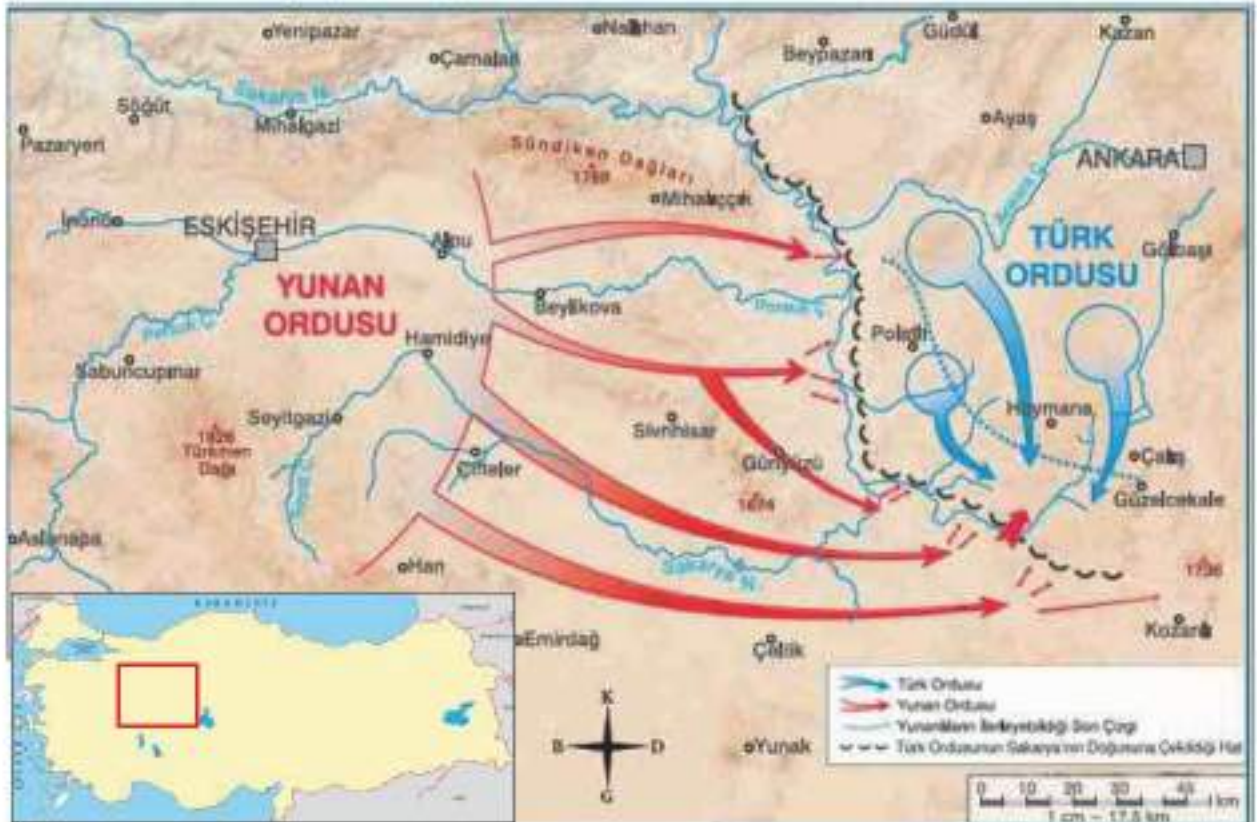 Yenipazar
Nallıhan
Güdül
Kazan
Çamalan
Beypazarı
Sakarya N.
Söğüt
Mihalgazi
Ayaş
Pazaryeri
Sündiken Dağları
ANKARA
Mihalıççık
İnönü
ESKİŞEHİR
Alpu
TÜRK
ORDUSU
Gölbaşı
YUNAN
ORDUSU
Beylikova
Porsuk Ç.
Polatlı
Hamidiye
Porsuk Ç.
Sabuncupınar
Seyitgazi
Sivrihisar
Haymana
Türkmen
Dağı
Çifteler
Günyüzü
Çalış
Güzelcekale
1674
Aslanapa
Han
Sakarya N.
KARADENİZ
Emirdağ
Çeltik
Yunak
K
B
D
G
Türk Ordusu
Yunan Ordusu
Yunanlıların İlerleyebildiği Son Çizgi
Türk Ordusunun Sakarya'nın Doğusuna Çekildiği Hat
0 10 20 30 40 km
1 cm = 17.5 km